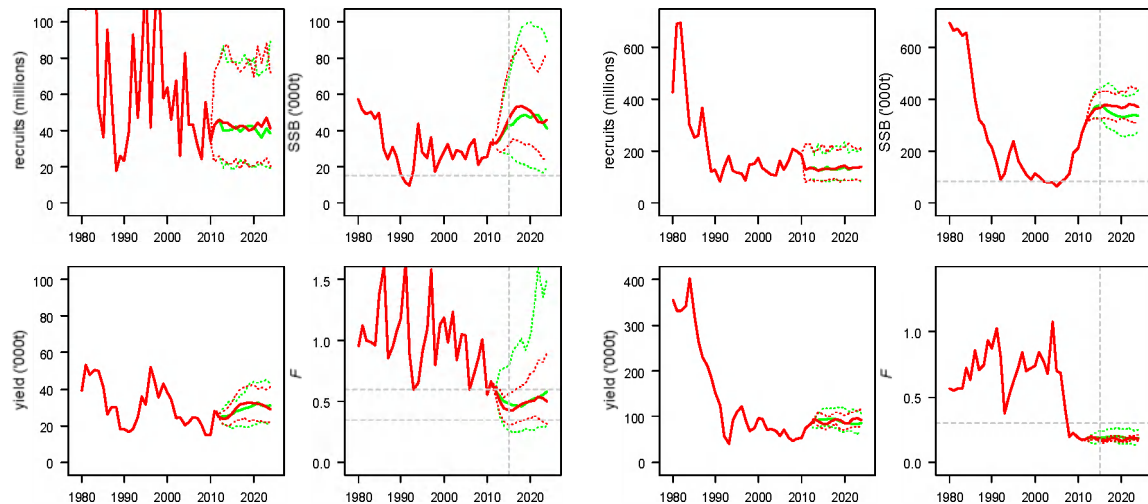 recruits (millions)
0 20 40 60 80 100
1980 1990 2000 2010 2020
SSB ('000t)
0 20 40 60 80 100
1980 1990 2000 2010 2020
recruits (millions)
0 200 400 600
1980 1990 2000 2010 2020
SSB ('000t)
0 200 400 600
1980 1990 2000 2010 2020
yield ('000t)
0 20 40 60 80 100
1980 1990 2000 2010 2020
F
0.0 0.5 1.0 1.5
1980 1990 2000 2010 2020
yield ('000t)
0 100 200 300 400
1980 1990 2000 2010 2020
F
0.0 0.5 1.0
1980 1990 2000 2010 2020